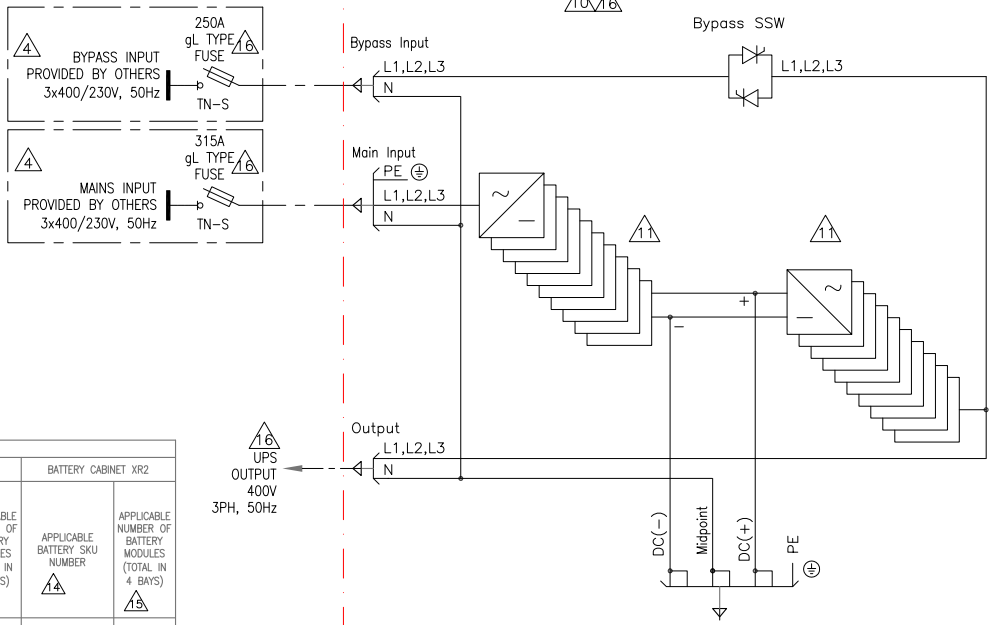 10 16
250A
gL TYPE
FUSE
16
4
BYPASS INPUT
PROVIDED BY OTHERS
3x400/230V, 50Hz
TN-S
Bypass Input
L1,L2,L3
N
Bypass SSW
L1,L2,L3
315A
gL TYPE
FUSE
16
4
MAINS INPUT
PROVIDED BY OTHERS
3x400/230V, 50Hz
TN-S
Main Input
PE
L1,L2,L3
N
11
11
+
-
16
UPS
OUTPUT
400V
3PH, 50Hz
Output
L1,L2,L3
N
DC(-)
Midpoint
DC(+)
PE
BATTERY CABINET XR2
APPLICABLE
BATTERY SKU
NUMBER
14
APPLICABLE
NUMBER OF
BATTERY
MODULES
(TOTAL IN
4 BAYS)
15